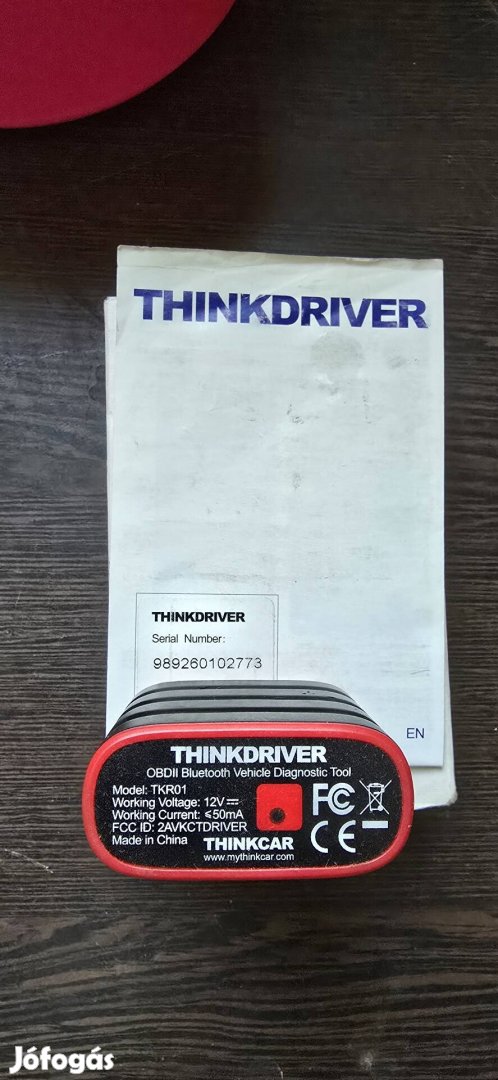 THINKDRIVER
THINKDRIVER
Serial Number:
989260102773
EN
THINKDRIVER
OBDII Bluetooth Vehicle Diagnostic Tool
Model: TKR01
Working Voltage: 12V⎓
Working Current: ≤50mA
FCC ID: 2AVKCTDRIVER
Made in China
THINKCAR
www.mythinkcar.com
FC
CE
Jófogás